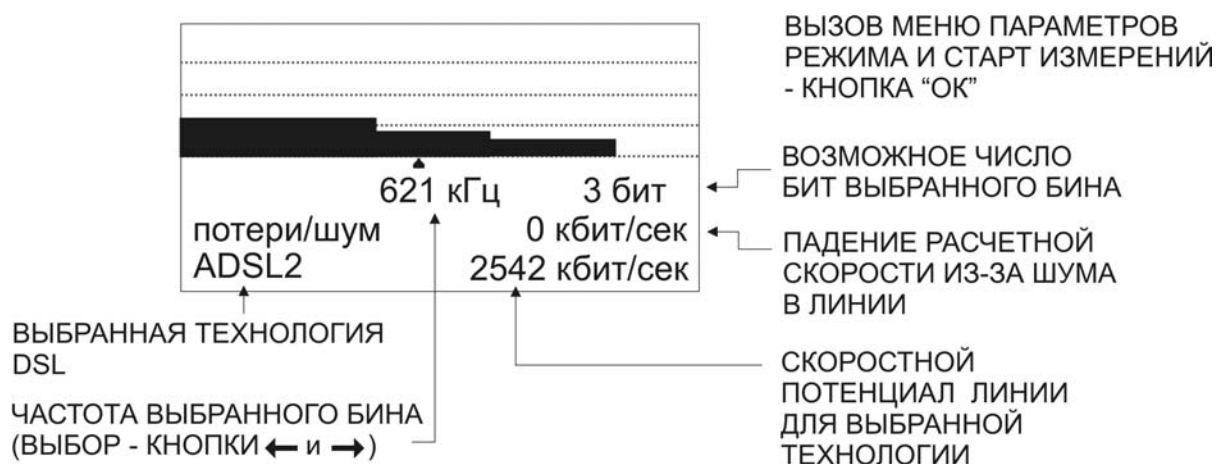 621 кГц 3 бит
потери/шум 0 кбит/сек
ADSL2 2542 кбит/сек
ВЫЗОВ МЕНЮ ПАРАМЕТРОВ
РЕЖИМА И СТАРТ ИЗМЕРЕНИЙ
- КНОПКА “ОК”
ВОЗМОЖНОЕ ЧИСЛО
БИТ ВЫБРАННОГО БИНА
ПАДЕНИЕ РАСЧЕТНОЙ
СКОРОСТИ ИЗ-ЗА ШУМА
В ЛИНИИ
СКОРОСТНОЙ
ПОТЕНЦИАЛ ЛИНИИ
ДЛЯ ВЫБРАННОЙ
ТЕХНОЛОГИИ
ВЫБРАННАЯ ТЕХНОЛОГИЯ
DSL
ЧАСТОТА ВЫБРАННОГО БИНА
(ВЫБОР - КНОПКИ ← и →)